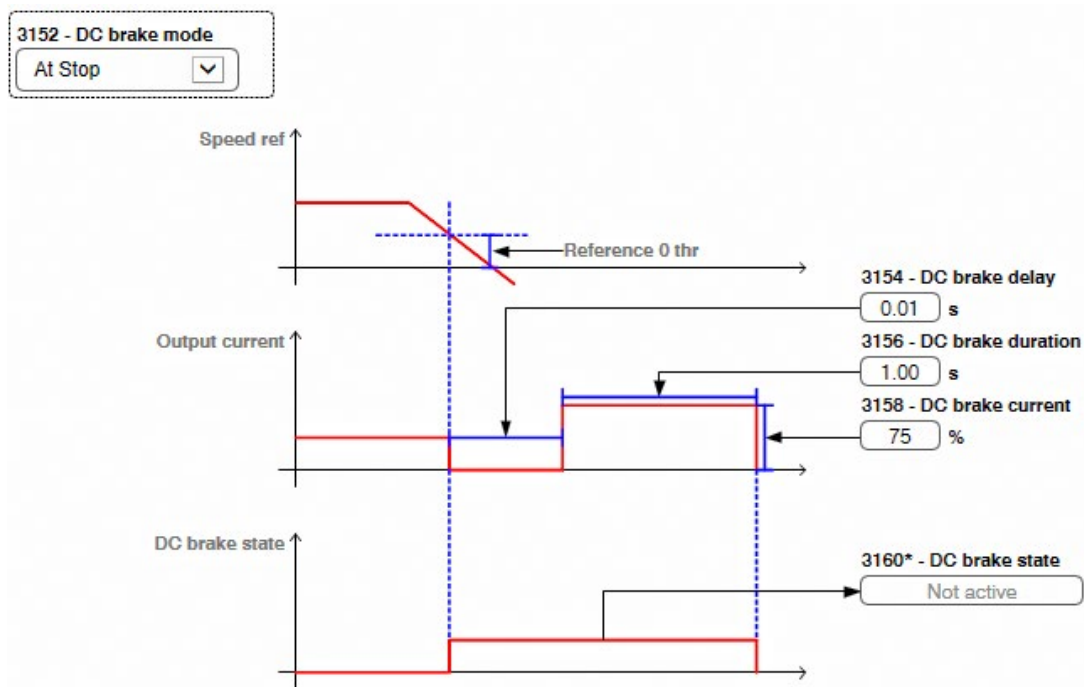 3152 - DC brake mode
At Stop
Speed ref
Reference 0 thr
3154 - DC brake delay
0.01 s
Output current
3156 - DC brake duration
1.00 s
3158 - DC brake current
75 %
DC brake state
3160* - DC brake state
Not active